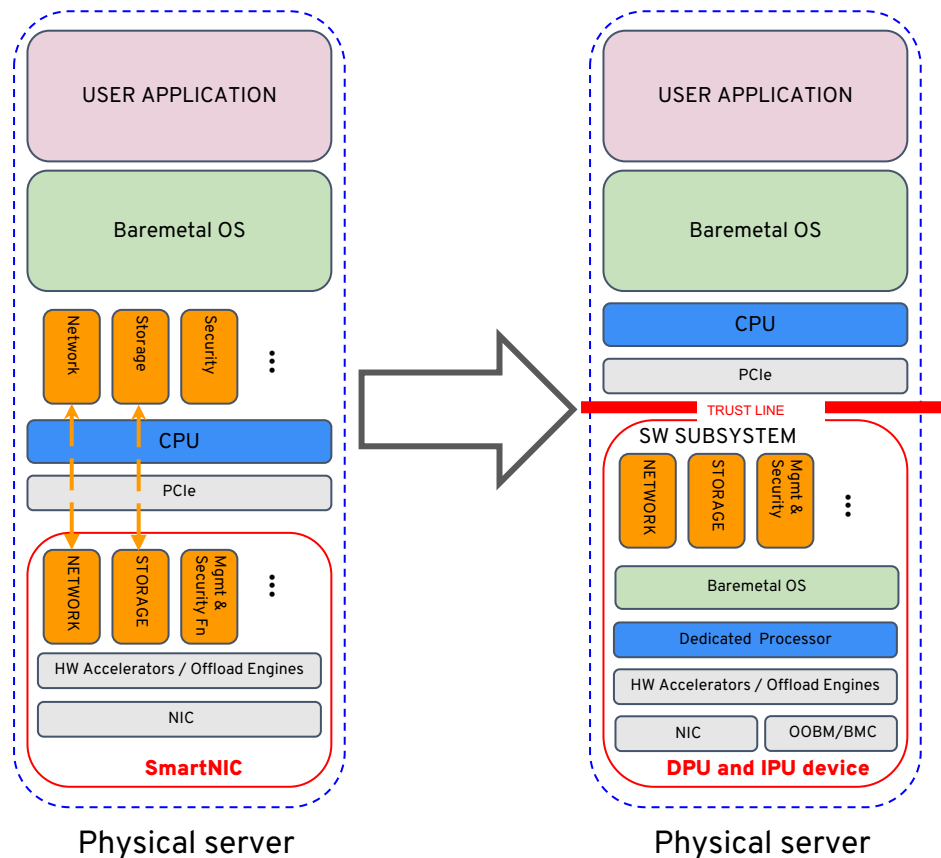 USER APPLICATION
Baremetal OS
Network
Storage
Security
CPU
PCIe
NETWORK
STORAGE
Mgmt &
Security Fn
HW Accelerators / Offload Engines
NIC
SmartNIC
Physical server
USER APPLICATION
Baremetal OS
CPU
PCIe
TRUST LINE
SW SUBSYSTEM
NETWORK
STORAGE
Mgmt &
Security
Baremetal OS
Dedicated Processor
HW Accelerators / Offload Engines
NIC
OOBM/BMC
DPU and IPU device
Physical server